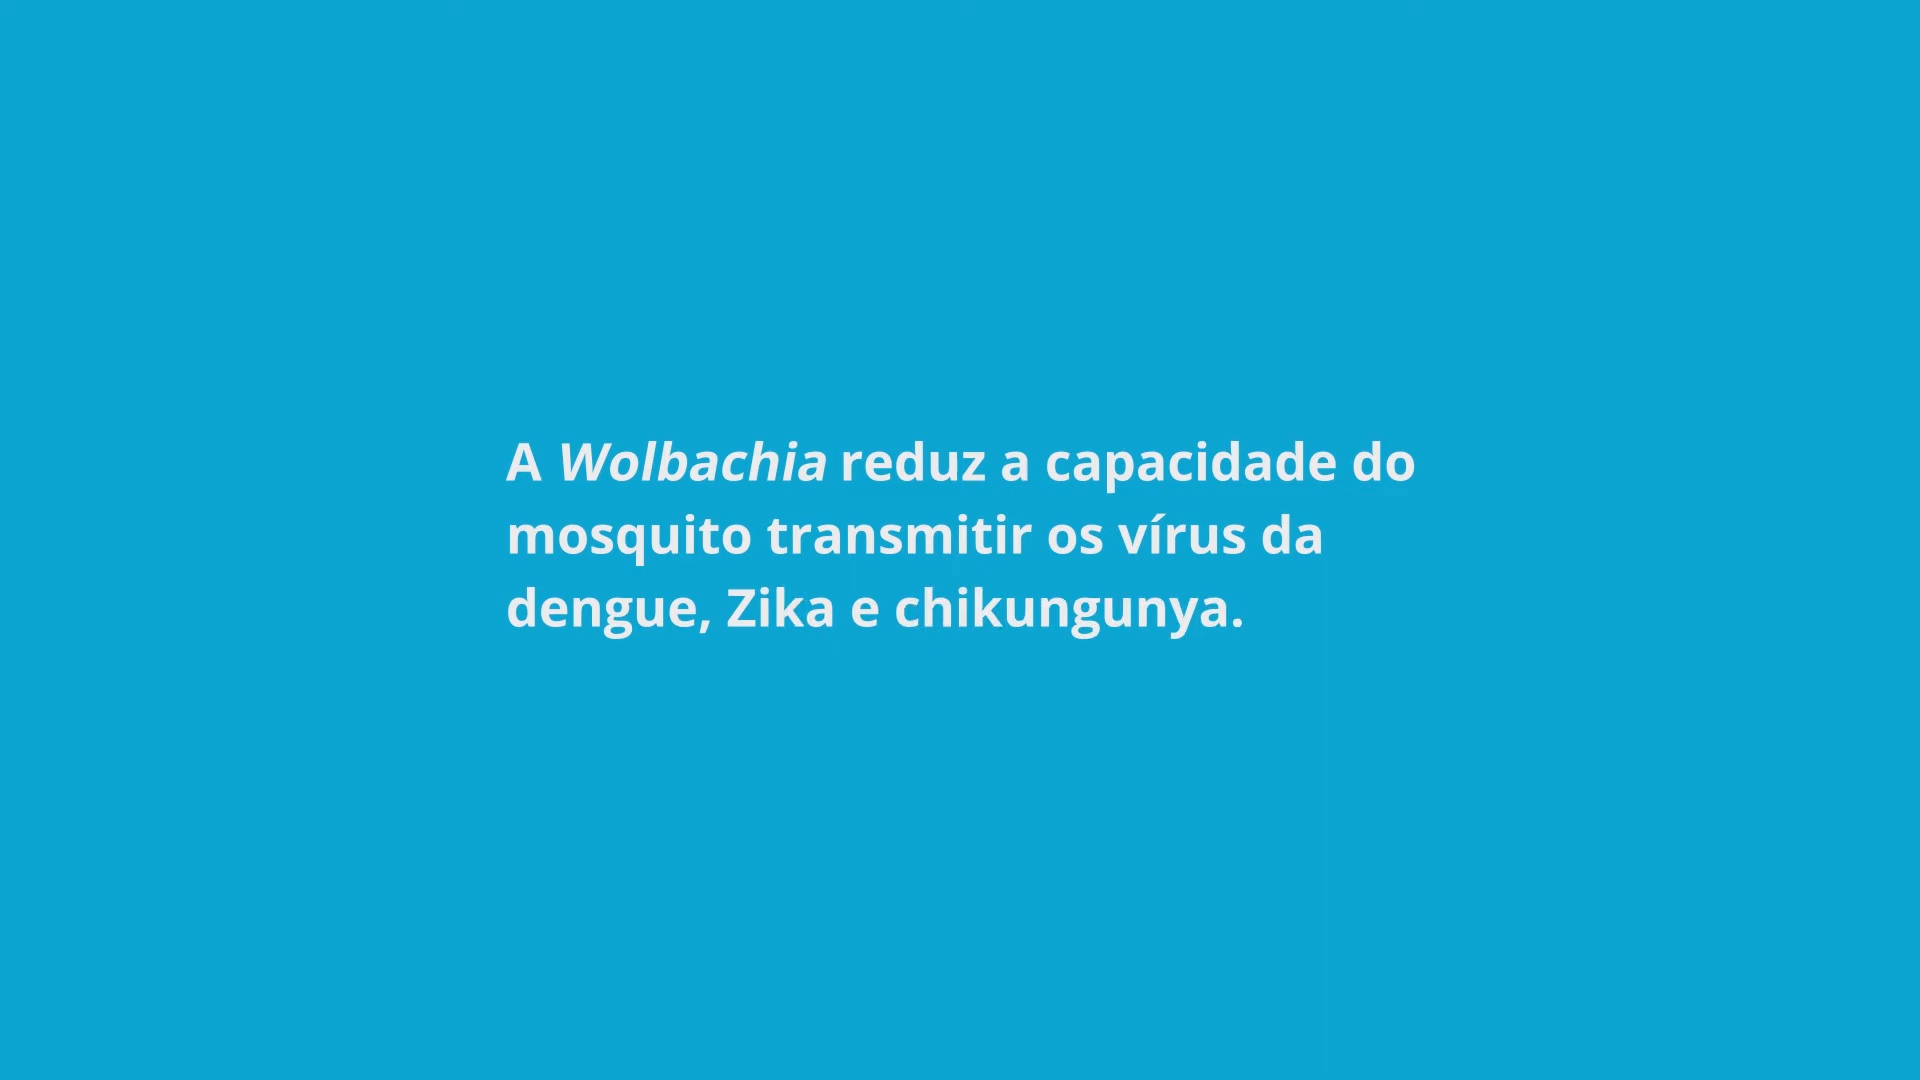 A Wolbachia reduz a capacidade do
mosquito transmitir os vírus da
dengue, Zika e chikungunya.